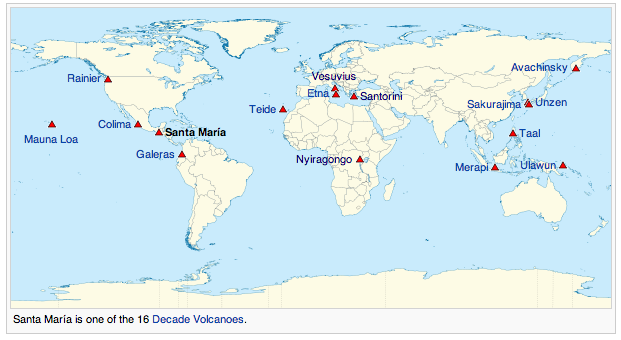 Avachinsky
Vesuvius
Rainier
Etna
Santorini
Sakurajima
Unzen
Teide
Colima
Santa María
Taal
Mauna Loa
Galeras
Nyiragongo
Merapi
Ulawun
Santa María is one of the 16 Decade Volcanoes.